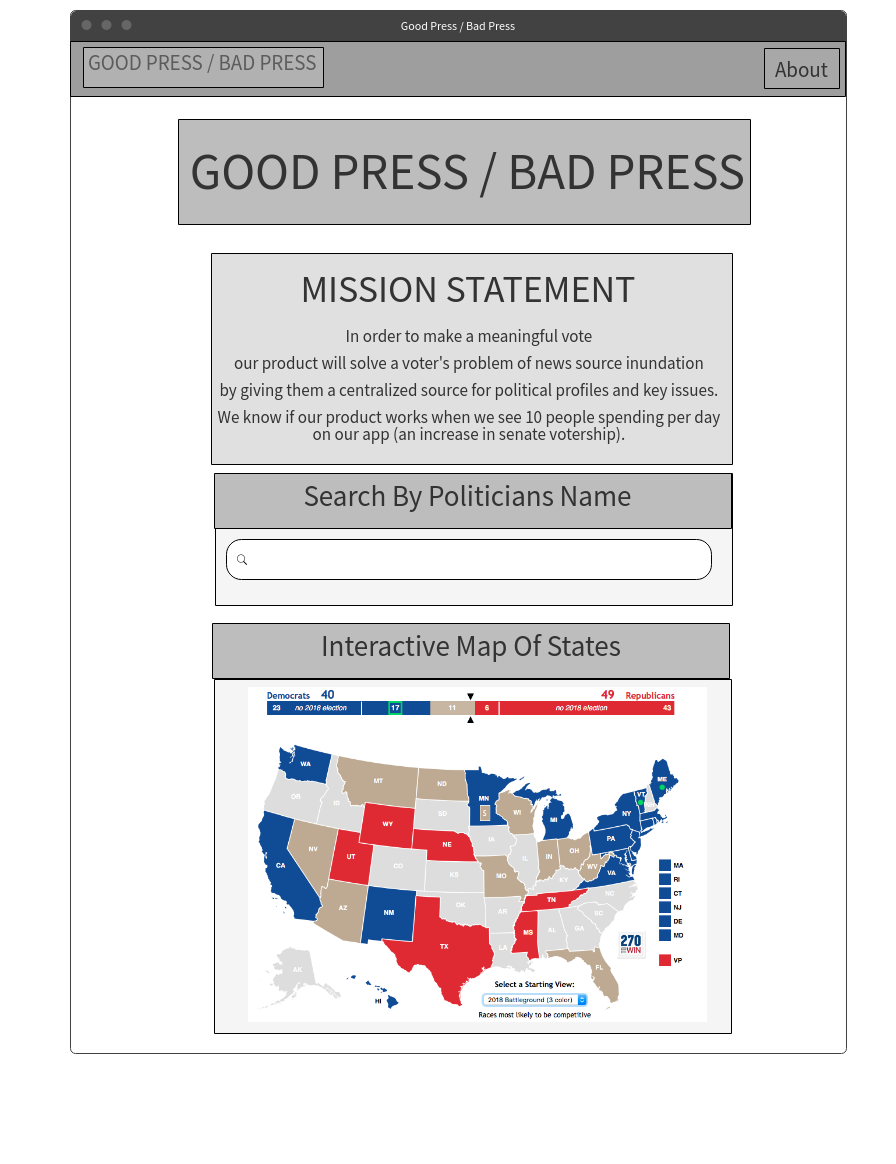 Good Press / Bad Press
GOOD PRESS / BAD PRESS
About
GOOD PRESS / BAD PRESS
MISSION STATEMENT
In order to make a meaningful vote
our product will solve a voter's problem of news source inundation
by giving them a centralized source for political profiles and key issues.
We know if our product works when we see 10 people spending per day
on our app (an increase in senate votership).
Search By Politicians Name
Interactive Map Of States
Democrats 40 49 Republicans
23 no 2018 election 17 11 6 no 2018 election 43
WA
MT
ND
MN
ME
VT
OR
ID
SD
S
WI
MI
NY
WY
NV
UT
NE
IA
PA
CA
CO
IL
IN
OH
MA
KS
MO
WV
VA
RI
KY
NC
CT
AZ
NM
OK
AR
TN
NJ
SC
DE
MS
AL
GA
MD
TX
LA
270
TO WIN
VP
AK
FL
HI
Select a Starting View:
2018 Battleground (3 color)
Races most likely to be competitive